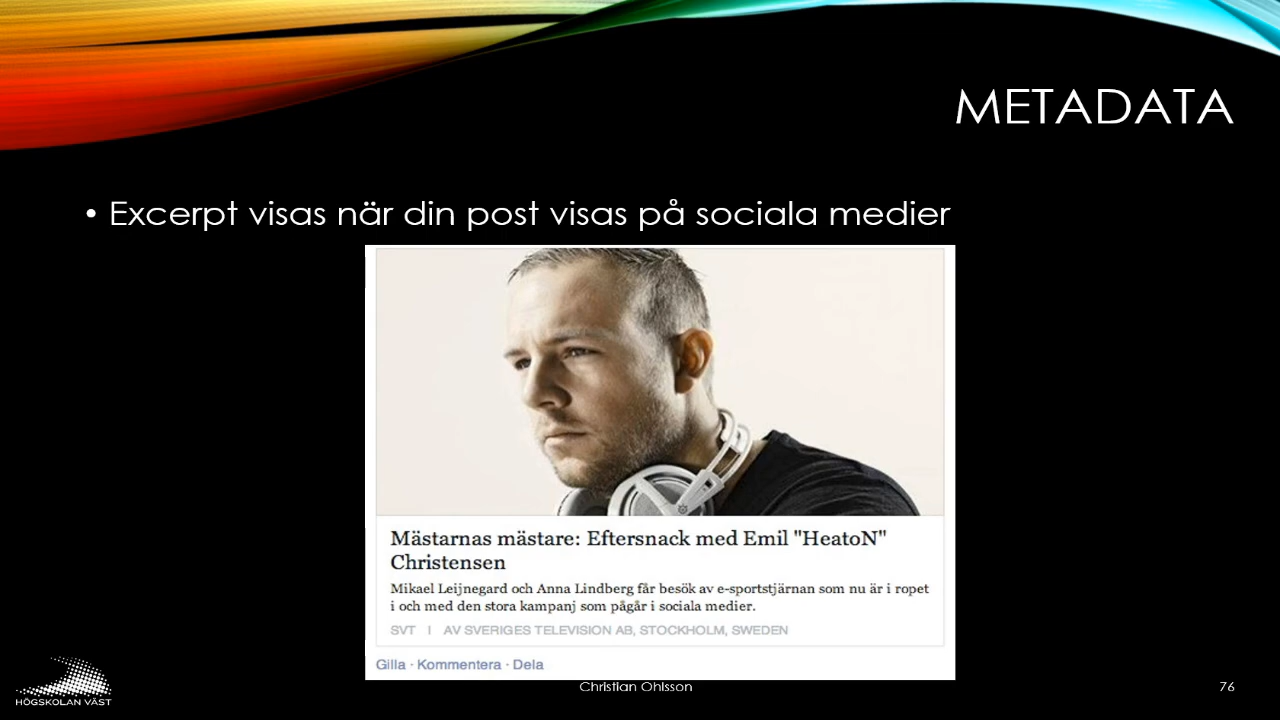 METADATA
• Excerpt visas när din post visas på sociala medier
Mästarnas mästare: Eftersnack med Emil "HeatoN"
Christensen
Mikael Leijnegard och Anna Lindberg får besök av e-sportstjärnan som nu är i ropet
i och med den stora kampanj som pågår i sociala medier.
SVT | AV SVERIGES TELEVISION AB, STOCKHOLM, SWEDEN
Gilla · Kommentera · Dela
HÖGSKOLAN VÄST
Christian Ohlsson
76